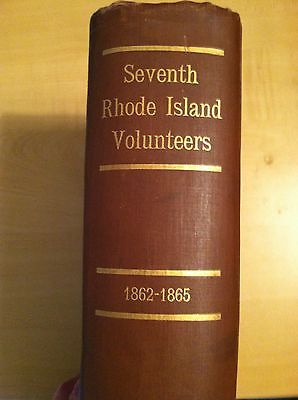 Seventh
Rhode Island
Volunteers
1862-1865